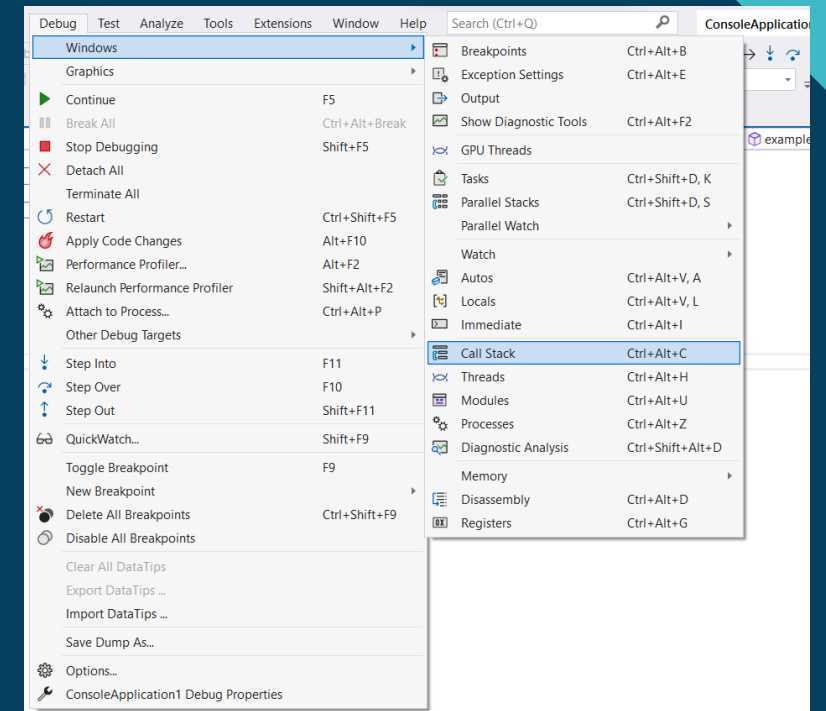 Debug Test Analyze Tools Extensions Window Help Search (Ctrl+Q) ConsoleApplication
Windows
Graphics
Continue F5
Break All Ctrl+Alt+Break
Stop Debugging Shift+F5
Detach All
Terminate All
Restart Ctrl+Shift+F5
Apply Code Changes Alt+F10
Performance Profiler... Alt+F2
Relaunch Performance Profiler Shift+Alt+F2
Attach to Process... Ctrl+Alt+P
Other Debug Targets
Step Into F11
Step Over F10
Step Out Shift+F11
QuickWatch... Shift+F9
Toggle Breakpoint F9
New Breakpoint
Delete All Breakpoints Ctrl+Shift+F9
Disable All Breakpoints
Clear All DataTips
Export DataTips ...
Import DataTips ...
Save Dump As...
Options...
ConsoleApplication1 Debug Properties
Breakpoints Ctrl+Alt+B
Exception Settings Ctrl+Alt+E
Output
Show Diagnostic Tools Ctrl+Alt+F2
GPU Threads
Tasks Ctrl+Shift+D, K
Parallel Stacks Ctrl+Shift+D, S
Parallel Watch
Watch
Autos Ctrl+Alt+V, A
Locals Ctrl+Alt+V, L
Immediate Ctrl+Alt+I
Call Stack Ctrl+Alt+C
Threads Ctrl+Alt+H
Modules Ctrl+Alt+U
Processes Ctrl+Alt+Z
Diagnostic Analysis Ctrl+Shift+Alt+D
Memory
Disassembly Ctrl+Alt+D
Registers Ctrl+Alt+G
example